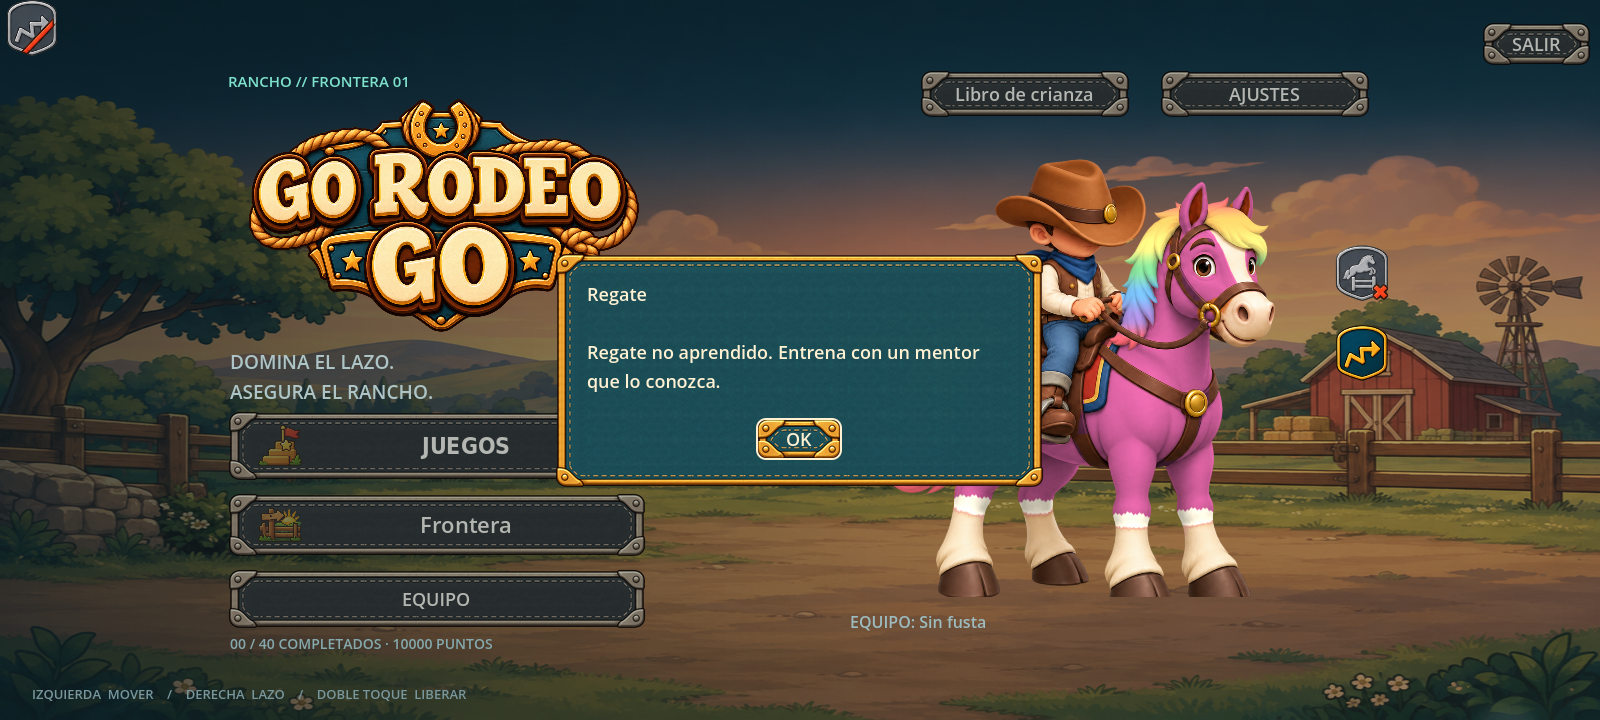 SALIR
RANCHO // FRONTERA 01
Libro de crianza
AJUSTES
GO RODEO
GO
Regate
Regate no aprendido. Entrena con un mentor
que lo conozca.
OK
DOMINA EL LAZO.
ASEGURA EL RANCHO.
JUEGOS
Frontera
EQUIPO
EQUIPO: Sin fusta
00 / 40 COMPLETADOS · 10000 PUNTOS
IZQUIERDA MOVER / DERECHA LAZO / DOBLE TOQUE LIBERAR